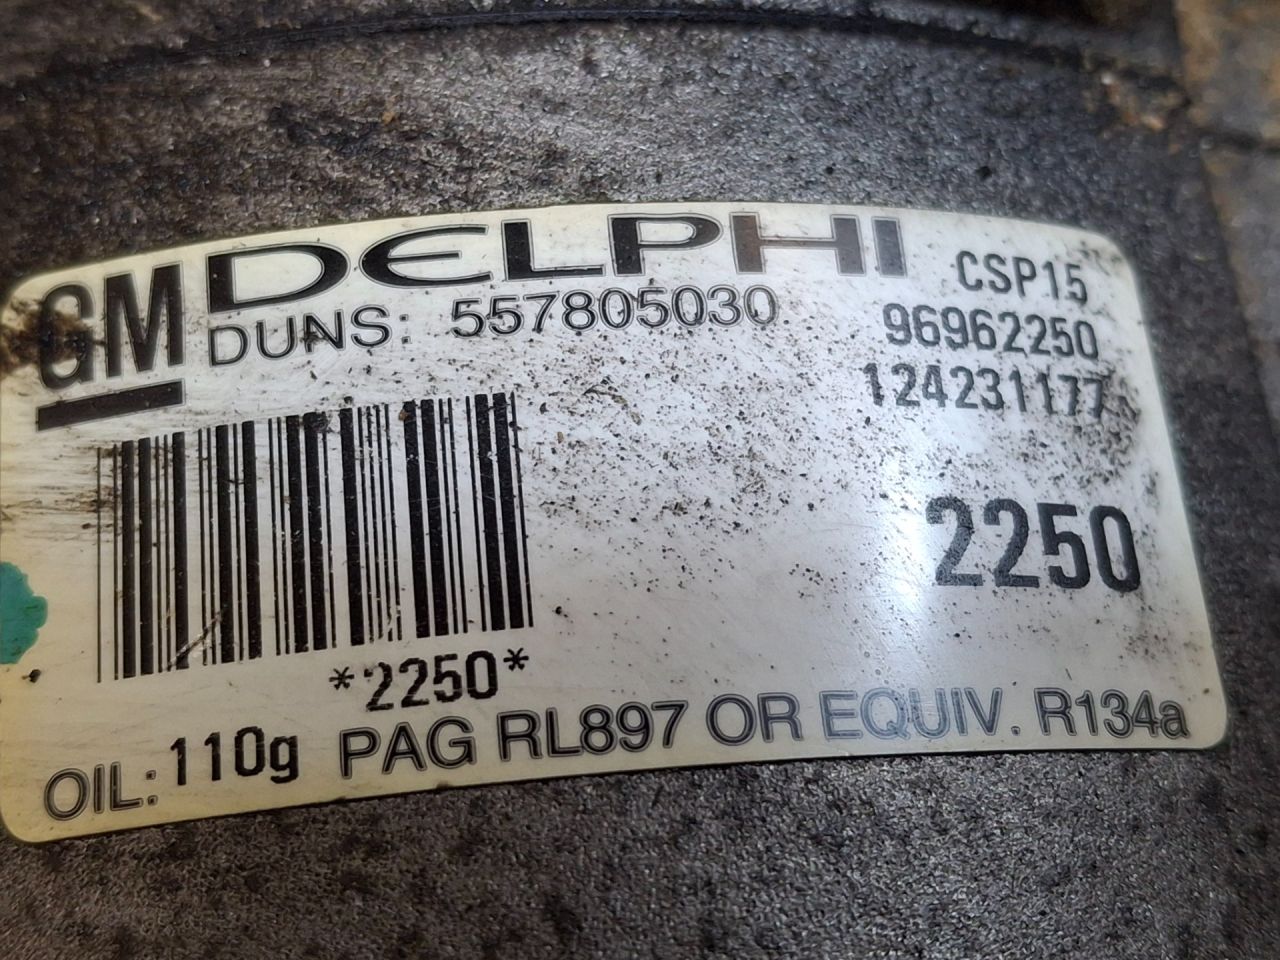 GM DELPHI CSP15
DUNS: 557805030 96962250
124231177
2250
*2250*
OIL: 110g PAG RL897 OR EQUIV. R134a